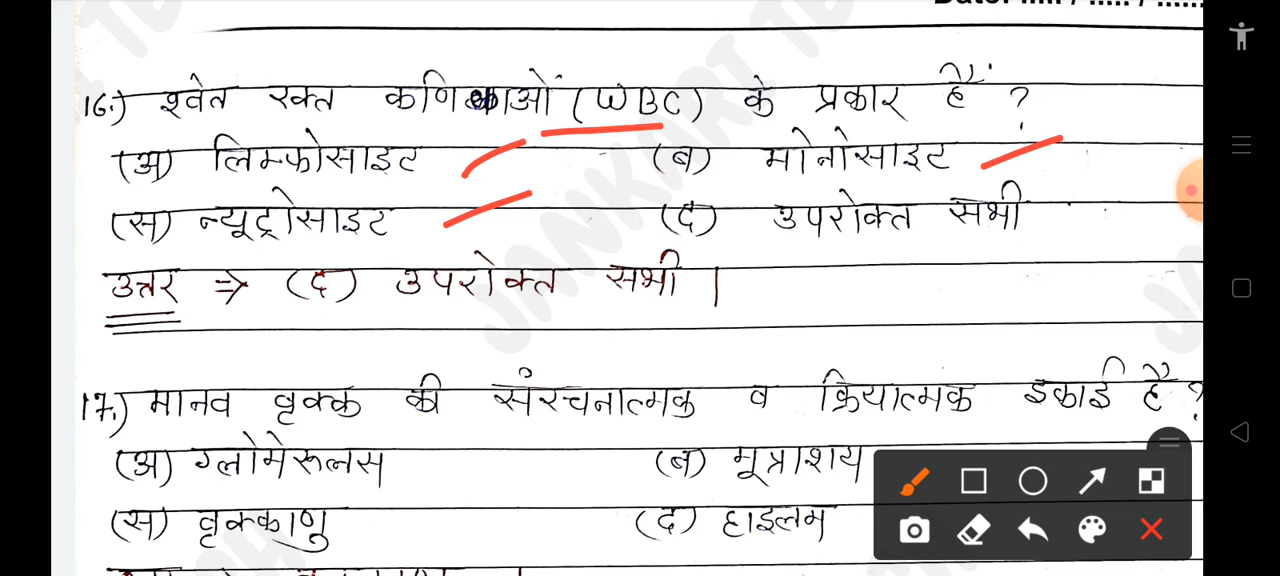 Date: .... / ..... / ......
16.) श्वेत रक्त कणिकाओं (WBC) के प्रकार हैं ?
(अ) लिम्फोसाइट (ब) मोनोसाइट
(स) न्यूट्रोसाइट (द) उपरोक्त सभी
उत्तर ⇒ (द) उपरोक्त सभी |
17.) मानव वृक्क की संरचनात्मक व क्रियात्मक इकाई है ?
(अ) ग्लोमेरूलस (ब) मूत्राशय
(स) वृक्काणु (द) हाइलम